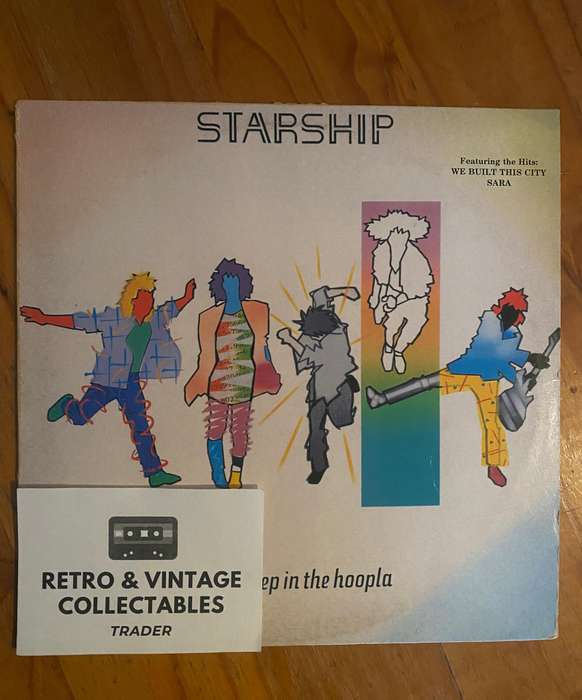 STARSHIP
Featuring the Hits:
WE BUILT THIS CITY
SARA
ep in the hoopla
RETRO & VINTAGE
COLLECTABLES
TRADER